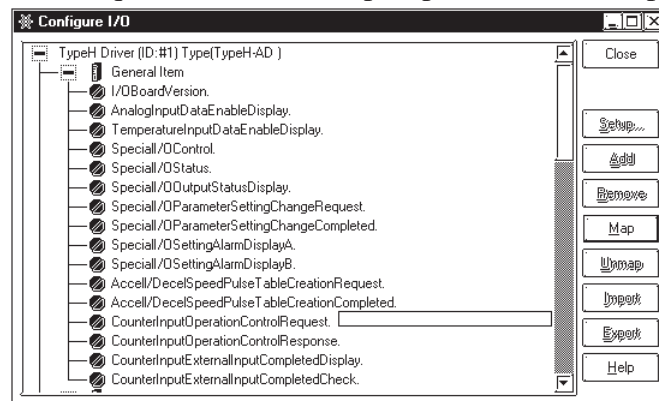 Configure I/O
TypeH Driver (ID:#1) Type(TypeH-AD )
General Item
I/OBoardVersion.
AnalogInputDataEnableDisplay.
TemperatureInputDataEnableDisplay.
SpecialI/OControl.
SpecialI/OStatus.
SpecialI/OOutputStatusDisplay.
SpecialI/OParameterSettingChangeRequest.
SpecialI/OParameterSettingChangeCompleted.
SpecialI/OSettingAlarmDisplayA.
SpecialI/OSettingAlarmDisplayB.
Accell/DecelSpeedPulseTableCreationRequest.
Accell/DecelSpeedPulseTableCreationCompleted.
CounterInputOperationControlRequest.
CounterInputOperationControlResponse.
CounterInputExternalInputCompletedDisplay.
CounterInputExternalInputCompletedCheck.
Close
Setup...
Add
Remove
Map
Unmap
Import
Export
Help